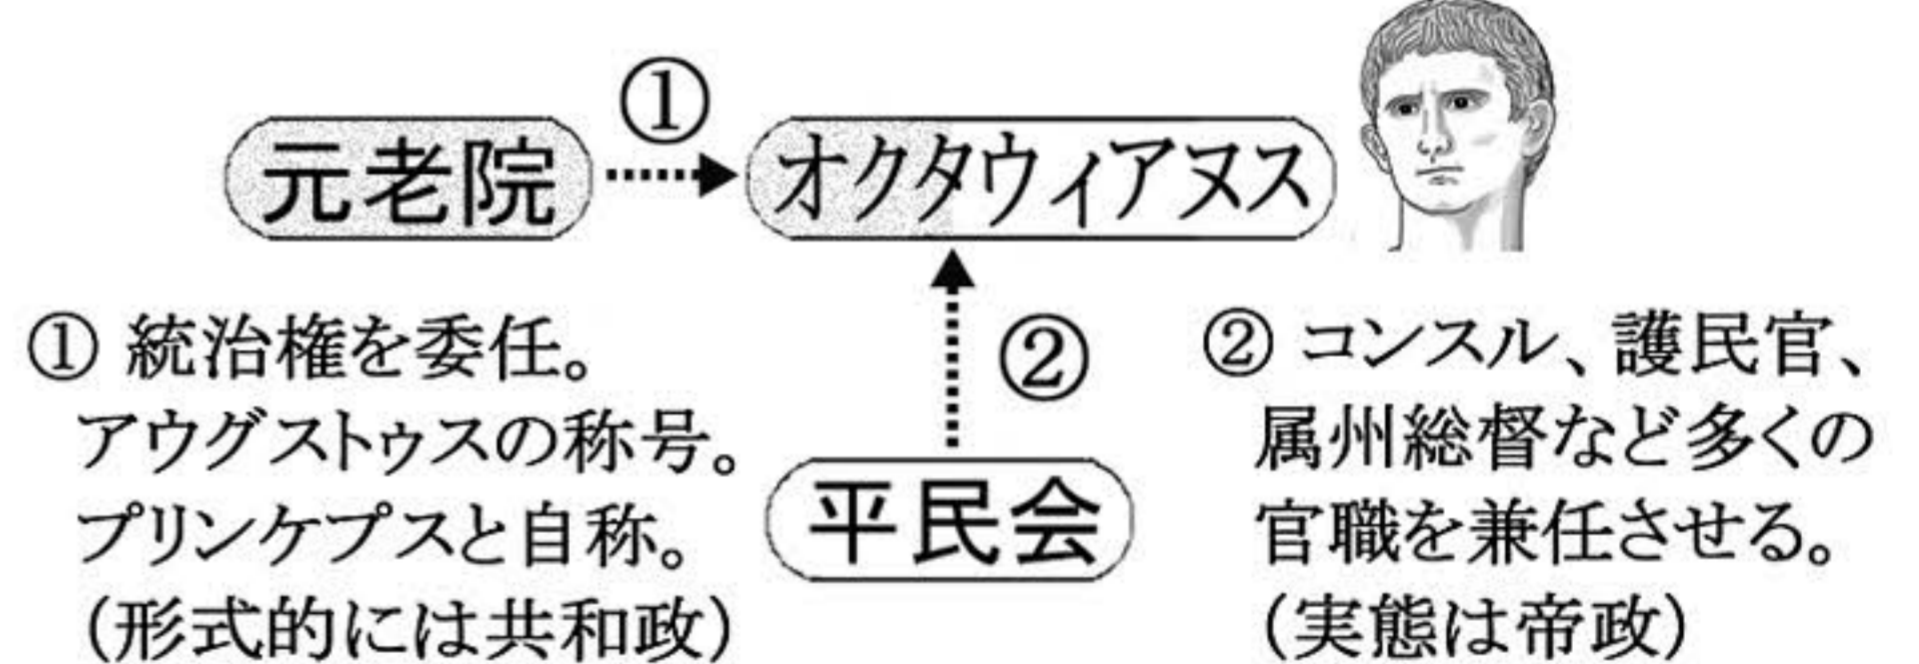 ①
元老院
オクタウィアヌス
① 統治権を委任。
アウグストゥスの称号。
プリンケプスと自称。
（形式的には共和政）
②
平民会
② コンスル、護民官、
属州総督など多くの
官職を兼任させる。
（実態は帝政）